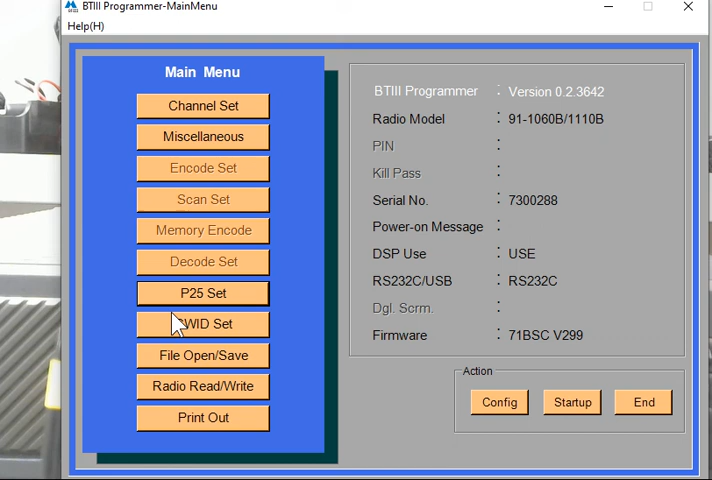 BTIII Programmer-MainMenu
Help(H)
Main Menu
Channel Set
Miscellaneous
Encode Set
Scan Set
Memory Encode
Decode Set
P25 Set
WID Set
File Open/Save
Radio Read/Write
Print Out
BTIII Programmer : Version 0.2.3642
Radio Model : 91-1060B/1110B
PIN :
Kill Pass :
Serial No. : 7300288
Power-on Message :
DSP Use : USE
RS232C/USB : RS232C
Dgl. Scrm. :
Firmware : 71BSC V299
Action
Config
Startup
End